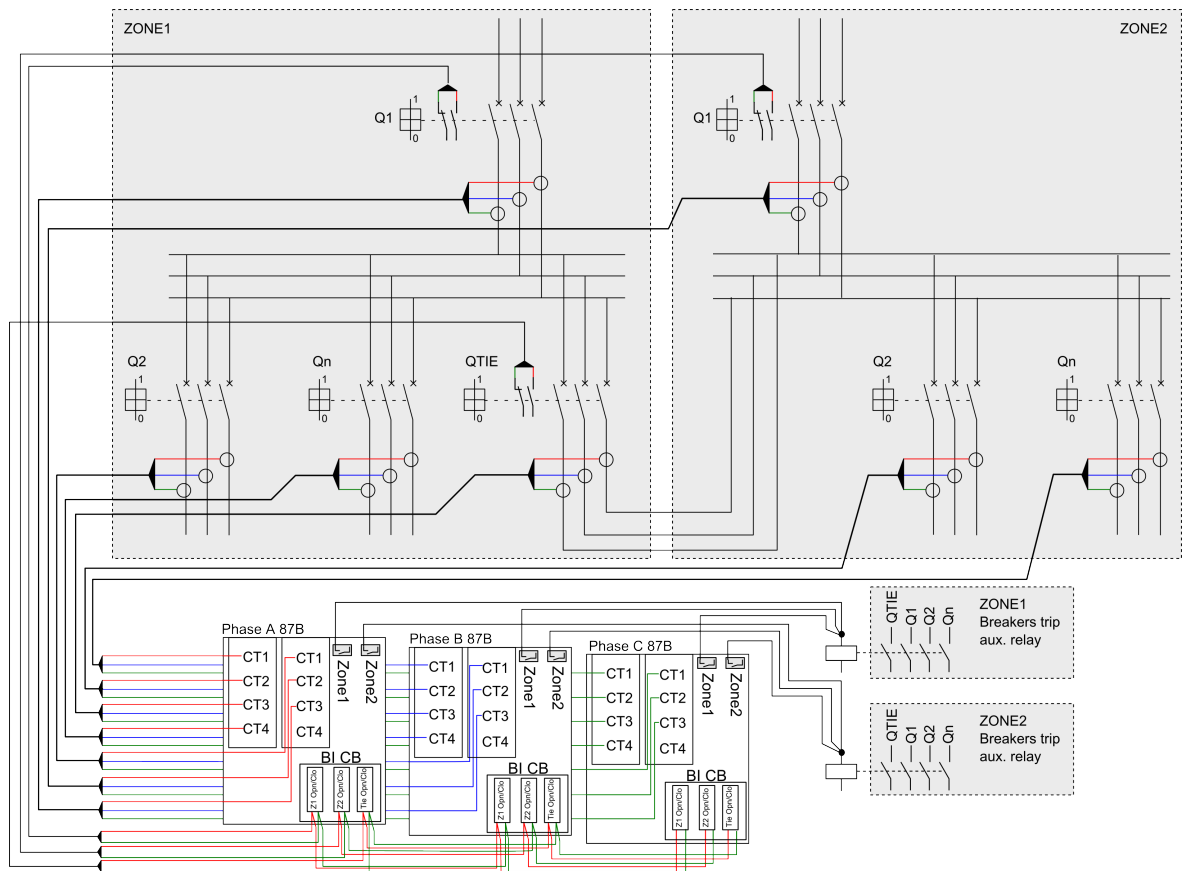 ZONE1
ZONE2
1
Q1
0
1
Q1
0
Q2
1
0
Qn
1
0
QTIE
1
0
Q2
1
0
Qn
1
0
Phase A 87B
CT1
CT2
CT3
CT4
CT1
CT2
CT3
CT4
Zone1
Zone2
BI CB
Z1 Opn/Clo
Z2 Opn/Clo
Tie Opn/Clo
Phase B 87B
CT1
CT2
CT3
CT4
CT1
CT2
CT3
CT4
Zone1
Zone2
BI CB
Z1 Opn/Clo
Z2 Opn/Clo
Tie Opn/Clo
Phase C 87B
CT1
CT2
CT3
CT4
CT1
CT2
CT3
CT4
Zone1
Zone2
BI CB
Z1 Opn/Clo
Z2 Opn/Clo
Tie Opn/Clo
QTIE
Q1
Q2
Qn
ZONE1
Breakers trip
aux. relay
QTIE
Q1
Q2
Qn
ZONE2
Breakers trip
aux. relay